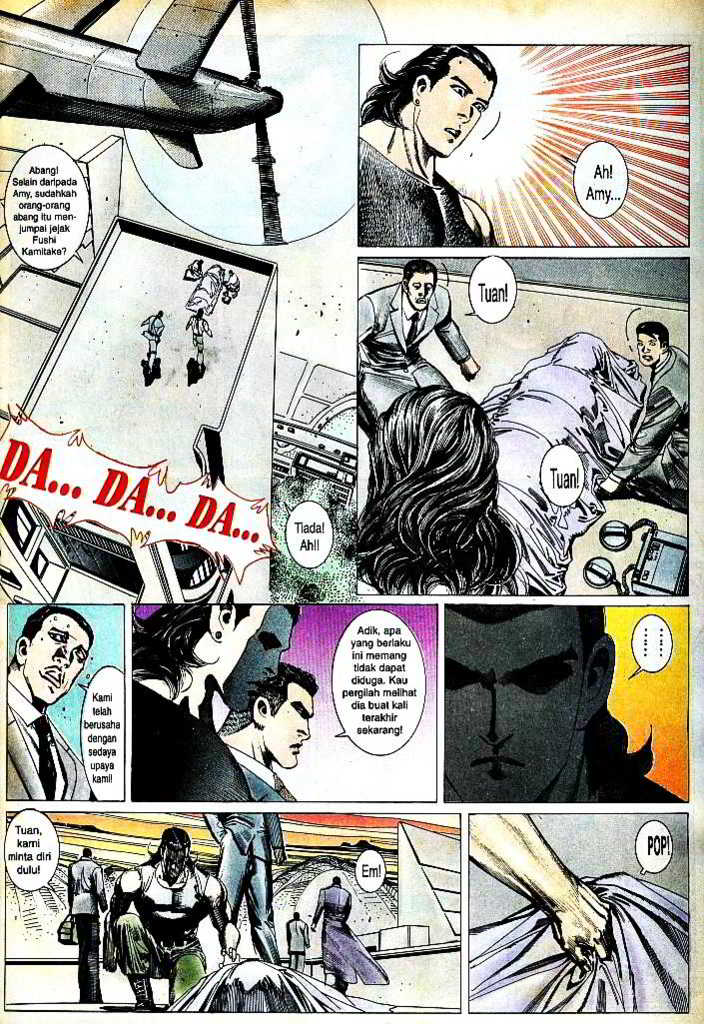 Abang!
Selain daripada
Amy, sudahkah
orang-orang
abang itu men-
jumpai jejak
Fushi
Kamitake?
DA... DA... DA...
Tiada!
Ah!!
Ah!
Amy...
Tuan!
Tuan!
Kami
telah
berusaha
dengan
sedaya
upaya
kami!
Adik, apa
yang berlaku
ini memang
tidak dapat
diduga. Kau
pergilah melihat
dia buat kali
terakhir
sekarang!
Tuan,
kami
minta diri
dulu!
Em!
POP!